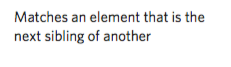 Matches an element that is the
next sibling of another